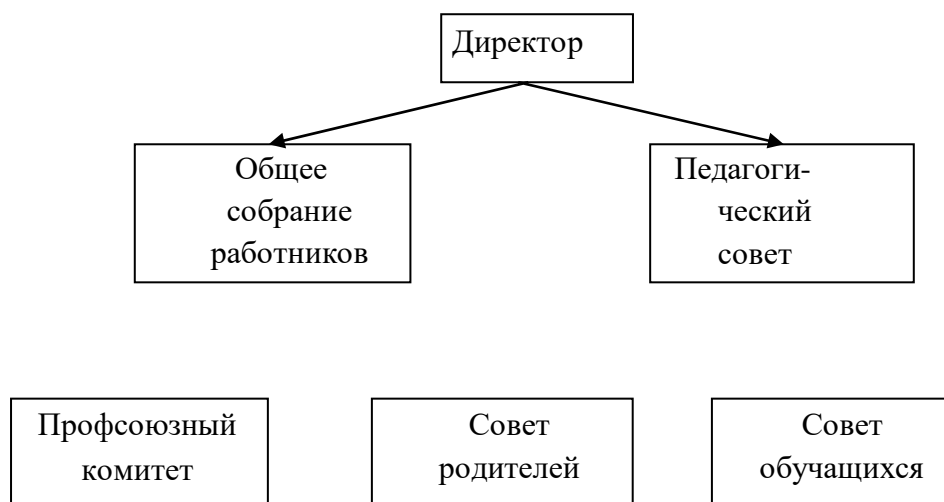 Директор
Общее
собрание
работников
Педагоги-
ческий
совет
Профсоюзный
комитет
Совет
родителей
Совет
обучащихся